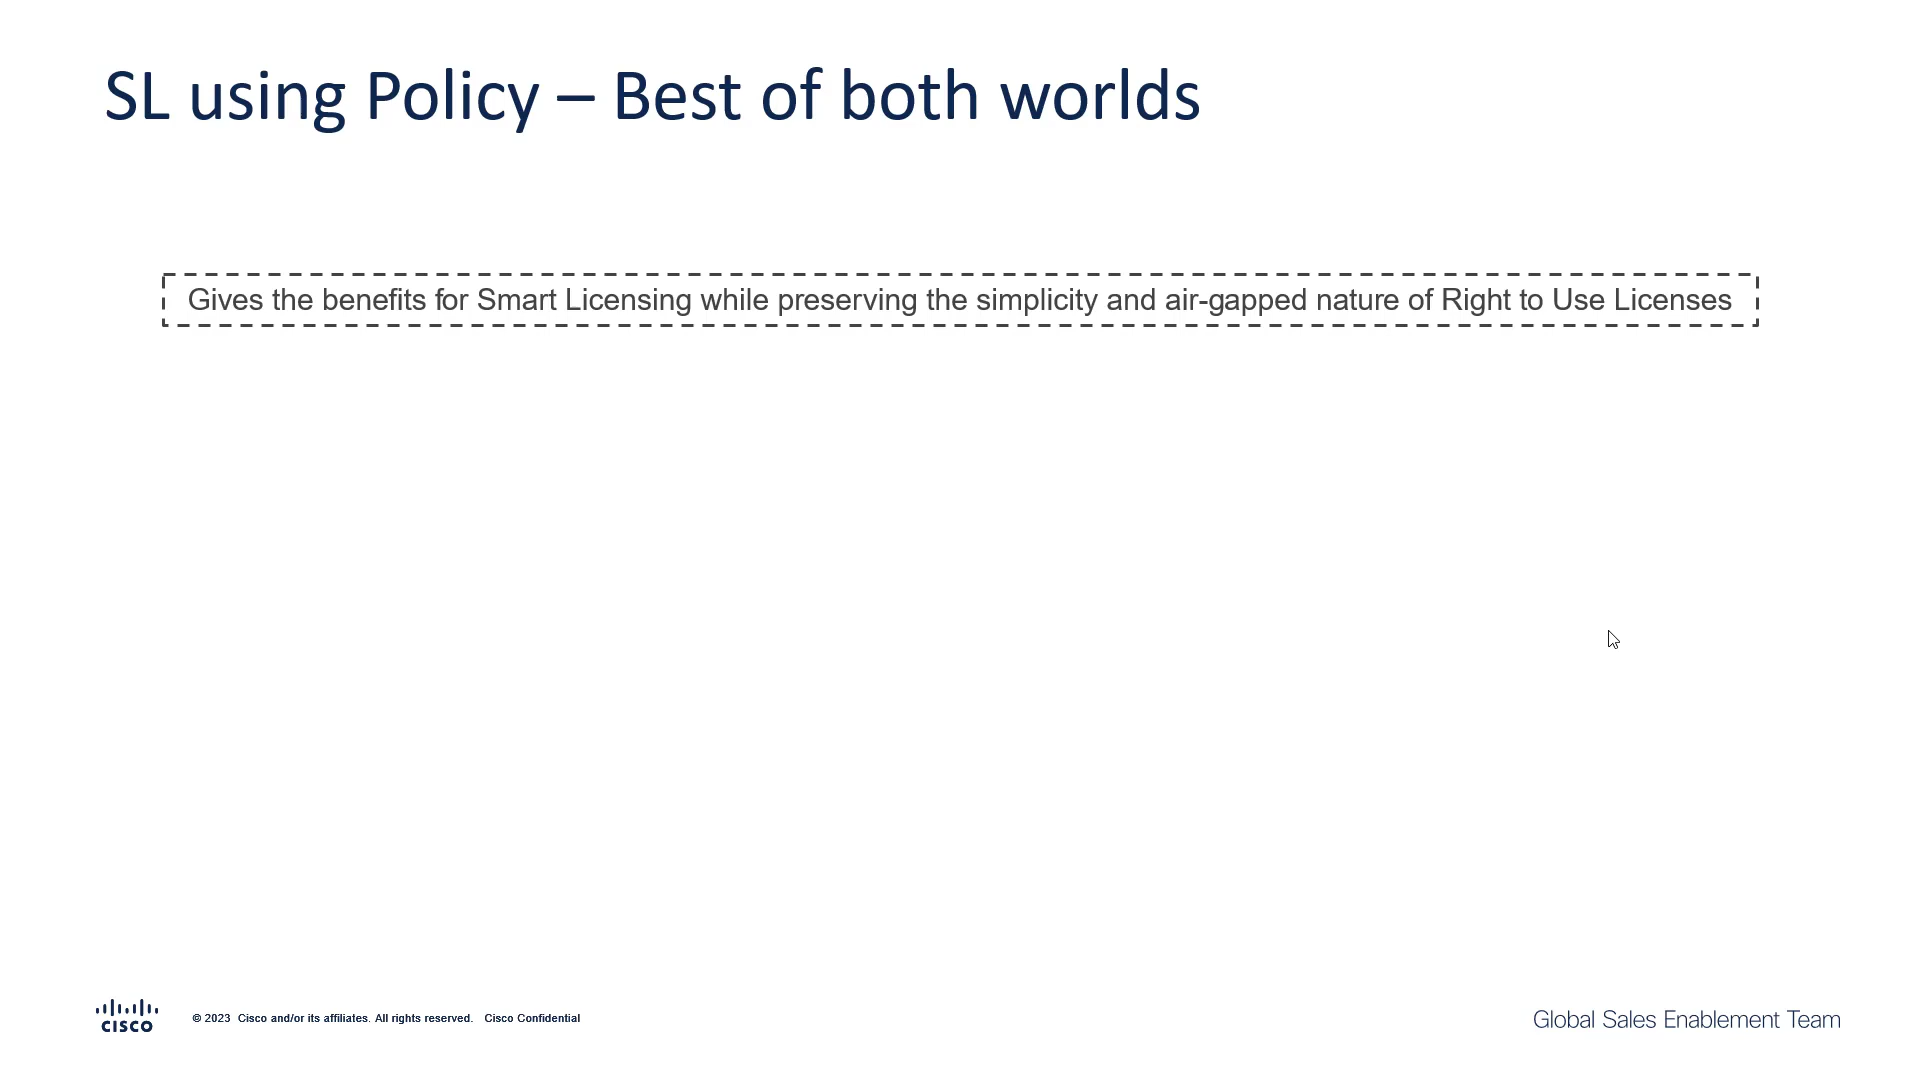 SL using Policy – Best of both worlds
Gives the benefits for Smart Licensing while preserving the simplicity and air-gapped nature of Right to Use Licenses
CISCO
© 2023 Cisco and/or its affiliates. All rights reserved. Cisco Confidential
Global Sales Enablement Team